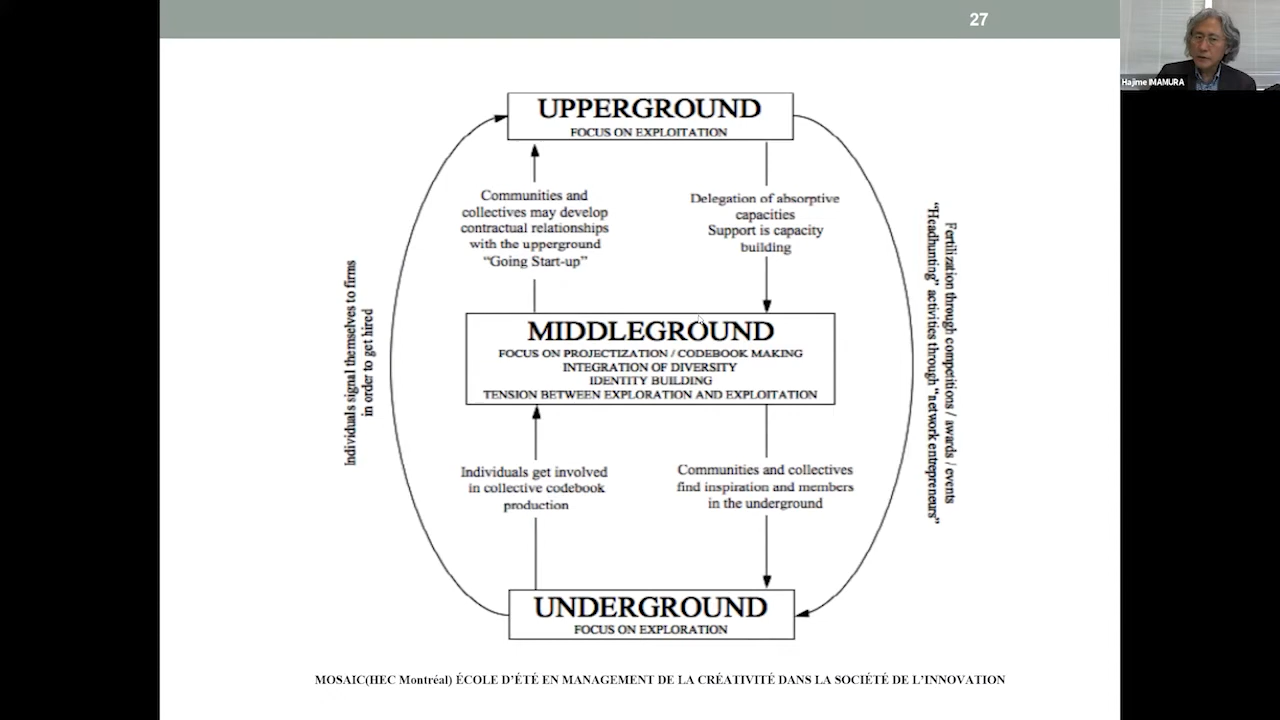 27
Hajime IMAMURA
UPPERGROUND
FOCUS ON EXPLOITATION
Communities and
collectives may develop
contractual relationships
with the upperground
“Going Start-up”
Delegation of absorptive
capacities
Support is capacity
building
Individuals signal themselves to firms
in order to get hired
Fertilization through competitions / awards / events
“Headhunting” activities through “network entrepreneurs”
MIDDLEGROUND
FOCUS ON PROJECTIZATION / CODEBOOK MAKING
INTEGRATION OF DIVERSITY
IDENTITY BUILDING
TENSION BETWEEN EXPLORATION AND EXPLOITATION
Individuals get involved
in collective codebook
production
Communities and collectives
find inspiration and members
in the underground
UNDERGROUND
FOCUS ON EXPLORATION
MOSAIC(HEC Montréal) ÉCOLE D’ÉTÉ EN MANAGEMENT DE LA CRÉATIVITÉ DANS LA SOCIÉTÉ DE L’INNOVATION